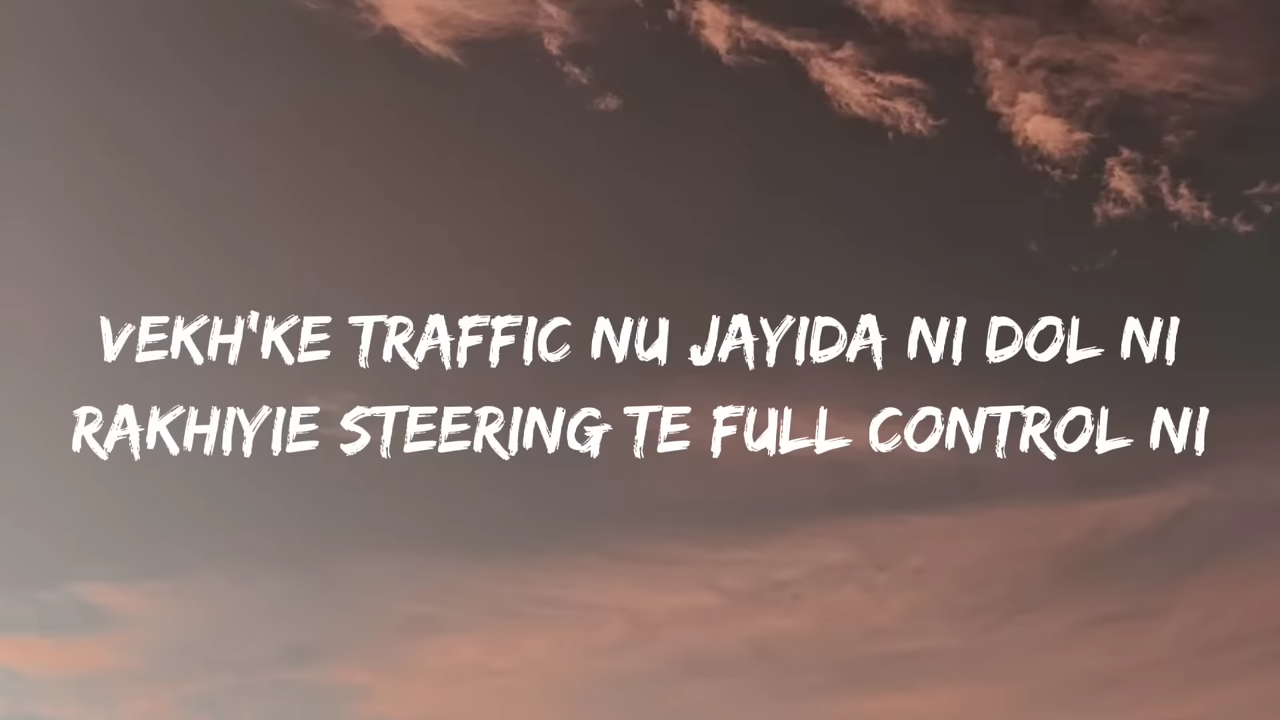 VEKH'KE TRAFFIC NU JAYIDA NI DOL NI
RAKHIYIE STEERING TE FULL CONTROL NI